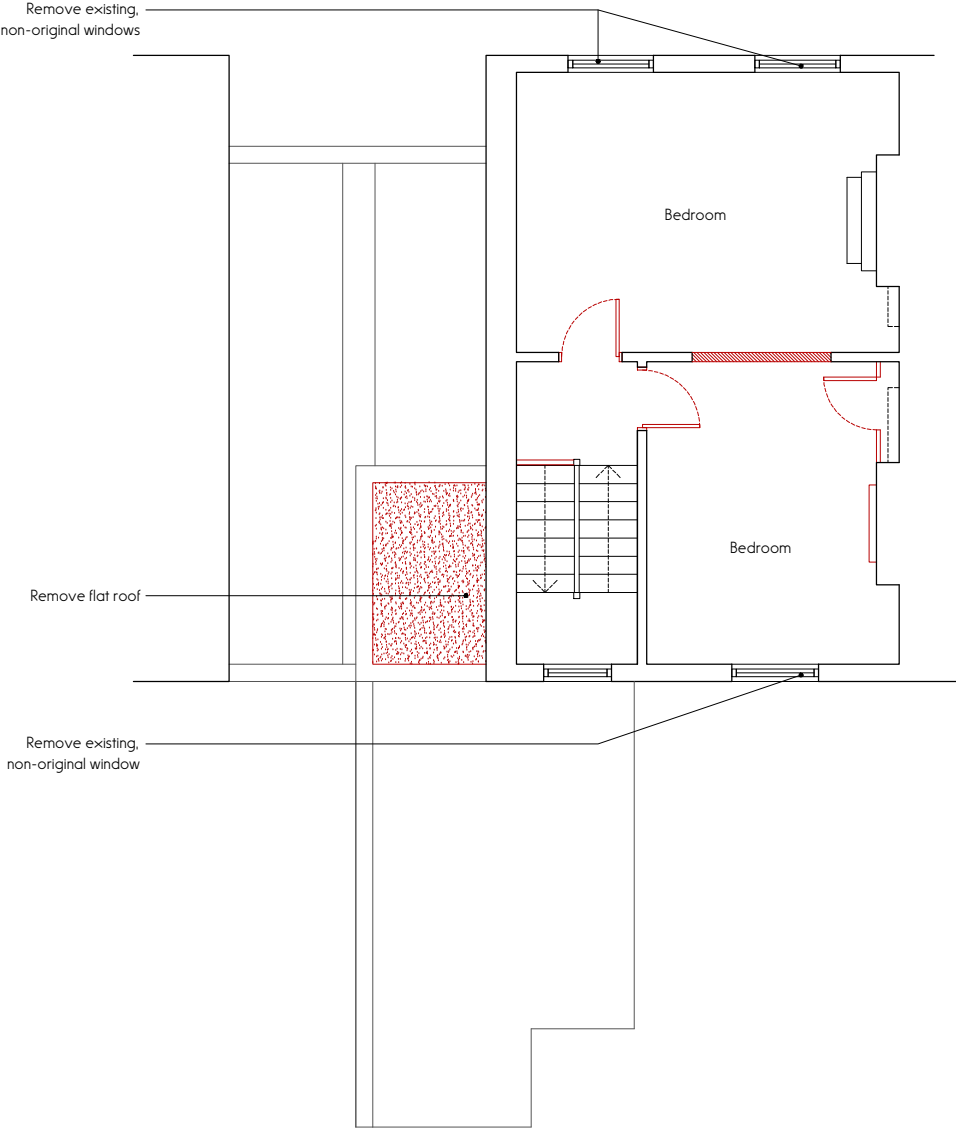 Remove existing,
non-original windows
Bedroom
Bedroom
Remove flat roof
Remove existing,
non-original window